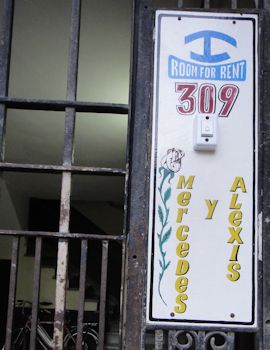 ROOM FOR RENT
309
Mercedes
y
Alexis